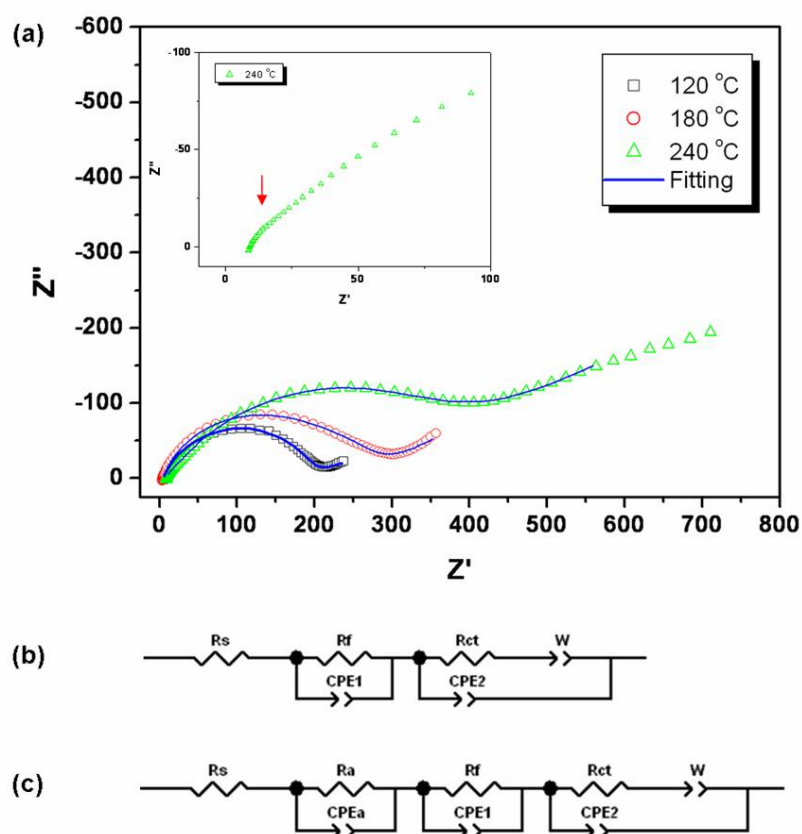 (a)
-600
-500
-400
-300
-200
-100
0
Z"
0 100 200 300 400 500 600 700 800
Z'
120 °C
180 °C
240 °C
Fitting
-100
-50
0
Z"
0 50 100
Z'
240 °C
(b)
Rs Rf Rct W
CPE1 CPE2
(c)
Rs Ra Rf Rct W
CPEa CPE1 CPE2